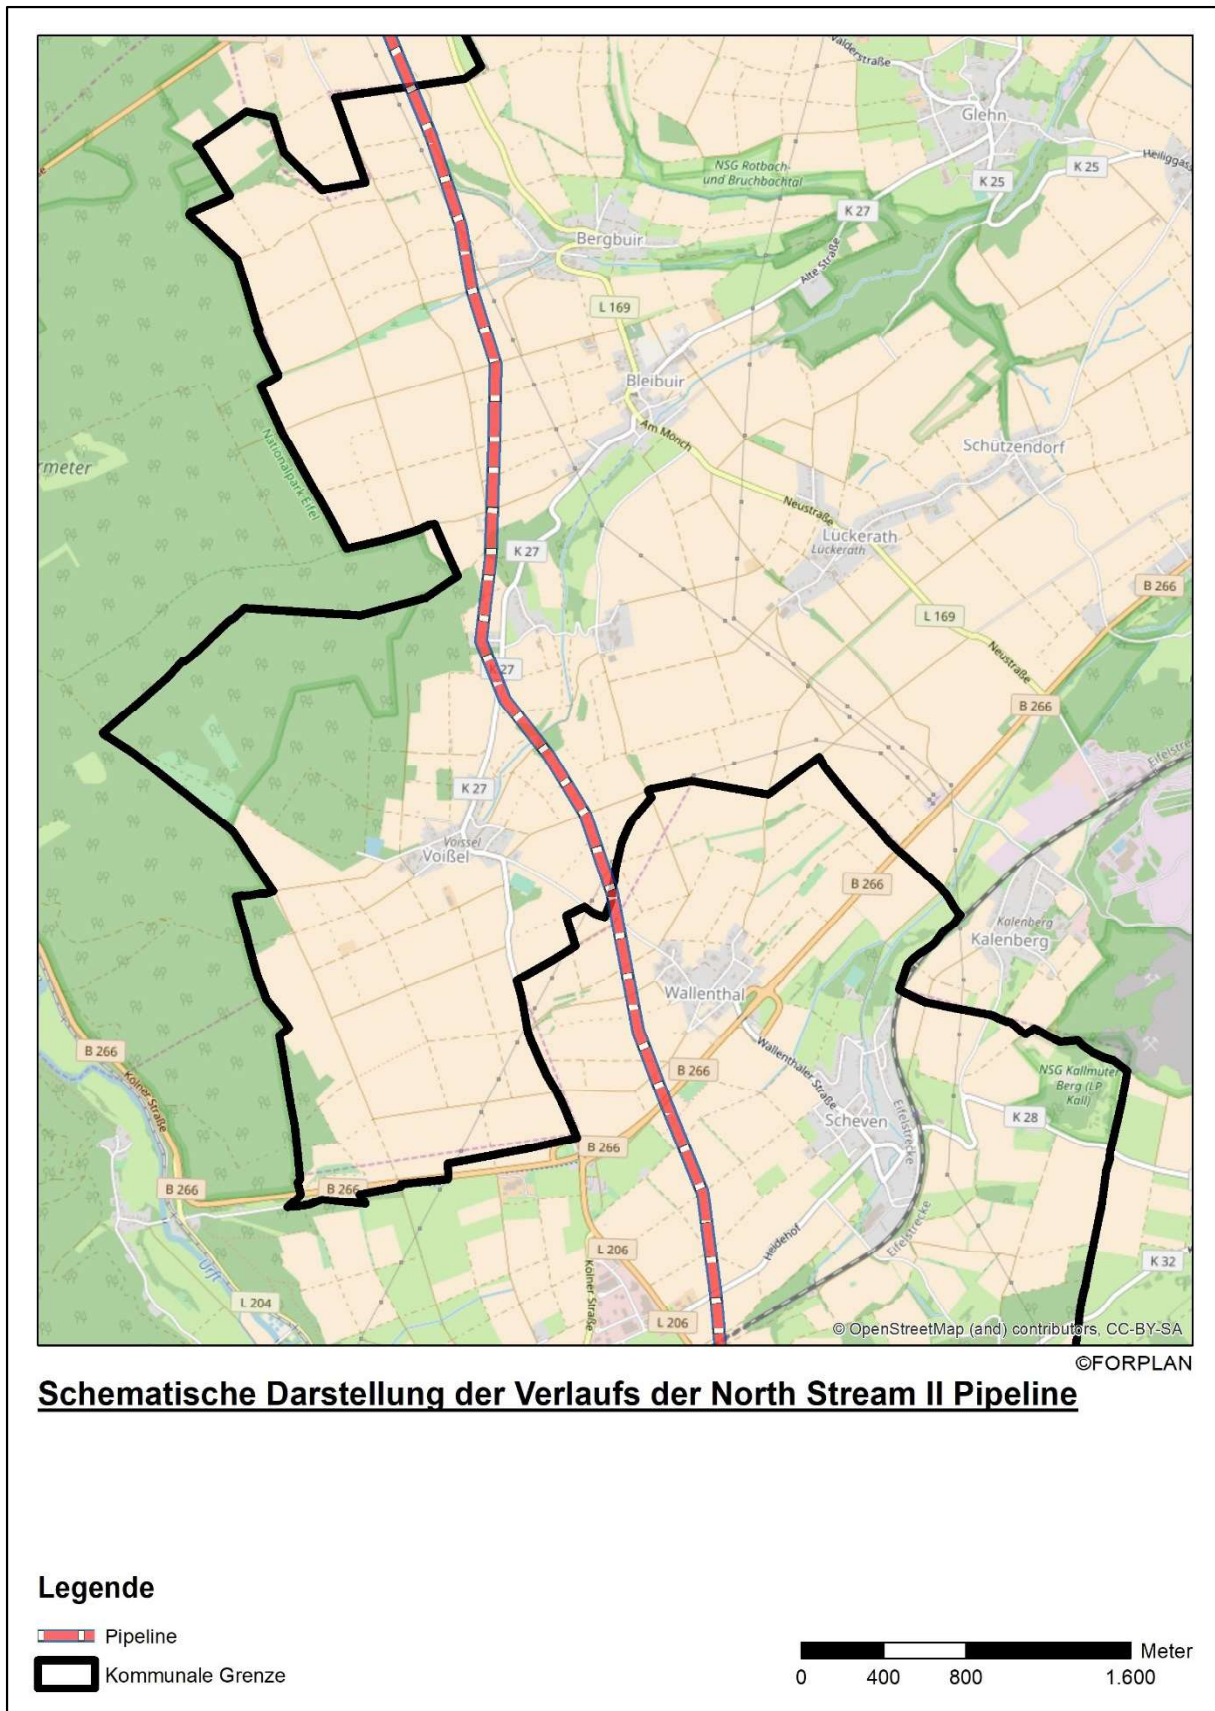 Walderstraße
Glehn
Heiliggass
K 25
K 25
NSG Rotbach-
und Bruchbachtal
K 27
Bergbuir
Alte Straße
L 169
Bleibuir
Am Mönch
Schützendorf
Nationalpark Eifel
rmeter
Neustraße
Lückerath
Lückerath
K 27
B 266
L 169
Neustraße
K 27
B 266
Eifelstre
K 27
Voissel
Voißel
B 266
Kalenberg
Kalenberg
Wallenthal
B 266
Kölner Straße
B 266
Wallenthaler Straße
NSG Kallmuter
Berg (LP
Kall)
Scheven
Eifelstrecke
K 28
B 266
B 266
B 266
Eifelstrecke
Heidehof
L 206
K 32
Urft
L 204
Kölner Straße
L 206
© OpenStreetMap (and) contributors, CC-BY-SA
©FORPLAN
Schematische Darstellung der Verlaufs der North Stream II Pipeline
Legende
Pipeline
Kommunale Grenze
Meter
0 400 800 1.600